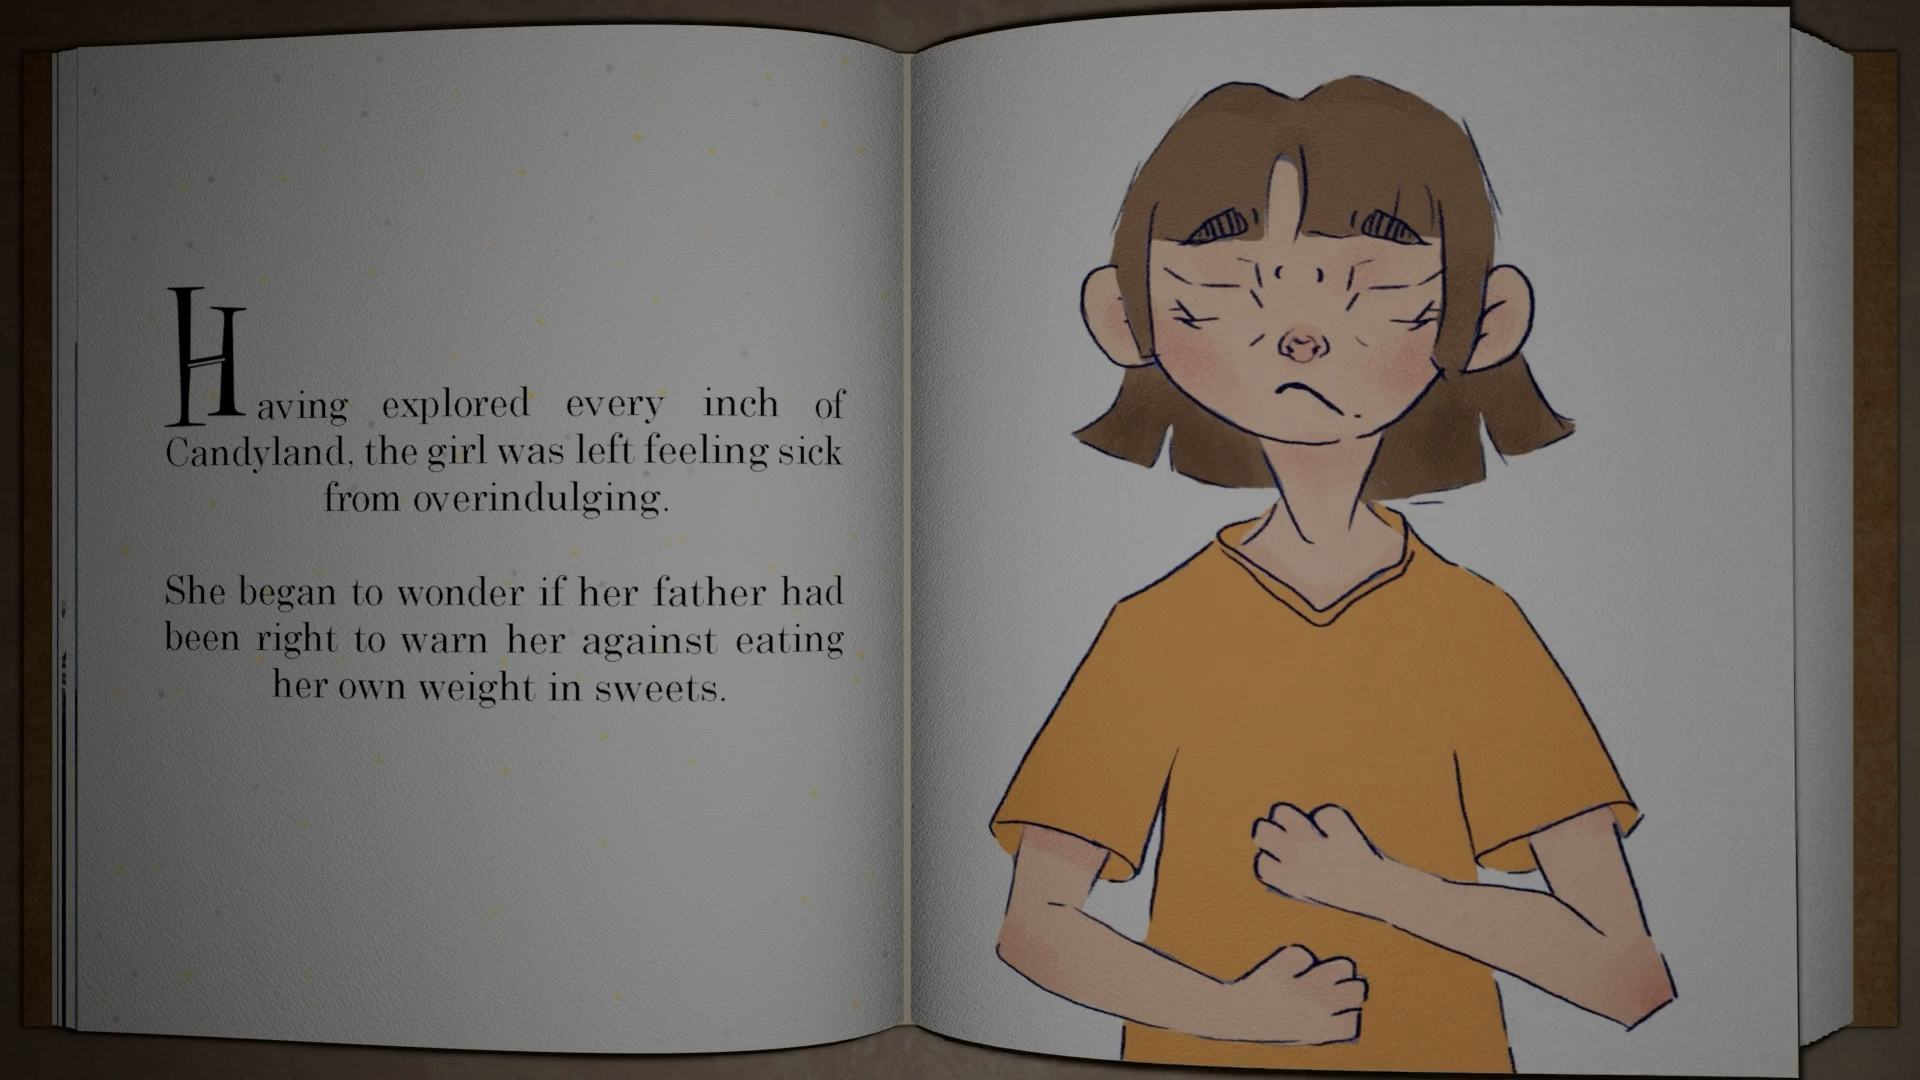 Having explored every inch of
Candyland, the girl was left feeling sick
from overindulging.
She began to wonder if her father had
been right to warn her against eating
her own weight in sweets.